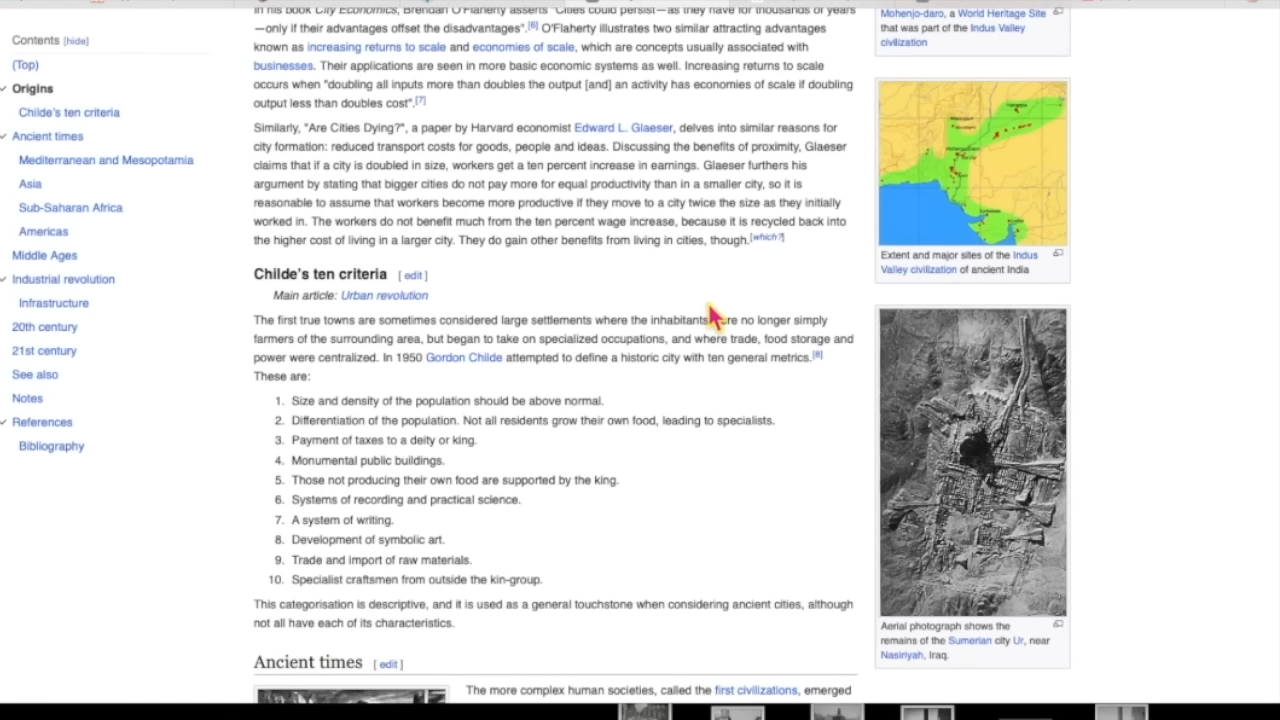 Contents [hide]
(Top)
Origins
Childe's ten criteria
Ancient times
Mediterranean and Mesopotamia
Asia
Sub-Saharan Africa
Americas
Middle Ages
Industrial revolution
Infrastructure
20th century
21st century
See also
Notes
References
Bibliography
In his book City Economics, Brendan O'Flaherty asserts "Cities could persist—as they have for thousands of years
—only if their advantages offset the disadvantages".[6] O'Flaherty illustrates two similar attracting advantages
known as increasing returns to scale and economies of scale, which are concepts usually associated with
businesses. Their applications are seen in more basic economic systems as well. Increasing returns to scale
occurs when "doubling all inputs more than doubles the output [and] an activity has economies of scale if doubling
output less than doubles cost".[7]
Similarly, "Are Cities Dying?", a paper by Harvard economist Edward L. Glaeser, delves into similar reasons for
city formation: reduced transport costs for goods, people and ideas. Discussing the benefits of proximity, Glaeser
claims that if a city is doubled in size, workers get a ten percent increase in earnings. Glaeser furthers his
argument by stating that bigger cities do not pay more for equal productivity than in a smaller city, so it is
reasonable to assume that workers become more productive if they move to a city twice the size as they initially
worked in. The workers do not benefit much from the ten percent wage increase, because it is recycled back into
the higher cost of living in a larger city. They do gain other benefits from living in cities, though.[which?]
Childe's ten criteria [ edit ]
Main article: Urban revolution
The first true towns are sometimes considered large settlements where the inhabitants no longer simply
farmers of the surrounding area, but began to take on specialized occupations, and where trade, food storage and
power were centralized. In 1950 Gordon Childe attempted to define a historic city with ten general metrics.[8]
These are:
1. Size and density of the population should be above normal.
2. Differentiation of the population. Not all residents grow their own food, leading to specialists.
3. Payment of taxes to a deity or king.
4. Monumental public buildings.
5. Those not producing their own food are supported by the king.
6. Systems of recording and practical science.
7. A system of writing.
8. Development of symbolic art.
9. Trade and import of raw materials.
10. Specialist craftsmen from outside the kin-group.
This categorisation is descriptive, and it is used as a general touchstone when considering ancient cities, although
not all have each of its characteristics.
Ancient times [ edit ]
The more complex human societies, called the first civilizations, emerged
Mohenjo-daro, a World Heritage Site
that was part of the Indus Valley
civilization
Extent and major sites of the Indus
Valley civilization of ancient India
Aerial photograph shows the
remains of the Sumerian city Ur, near
Nasiriyah, Iraq.